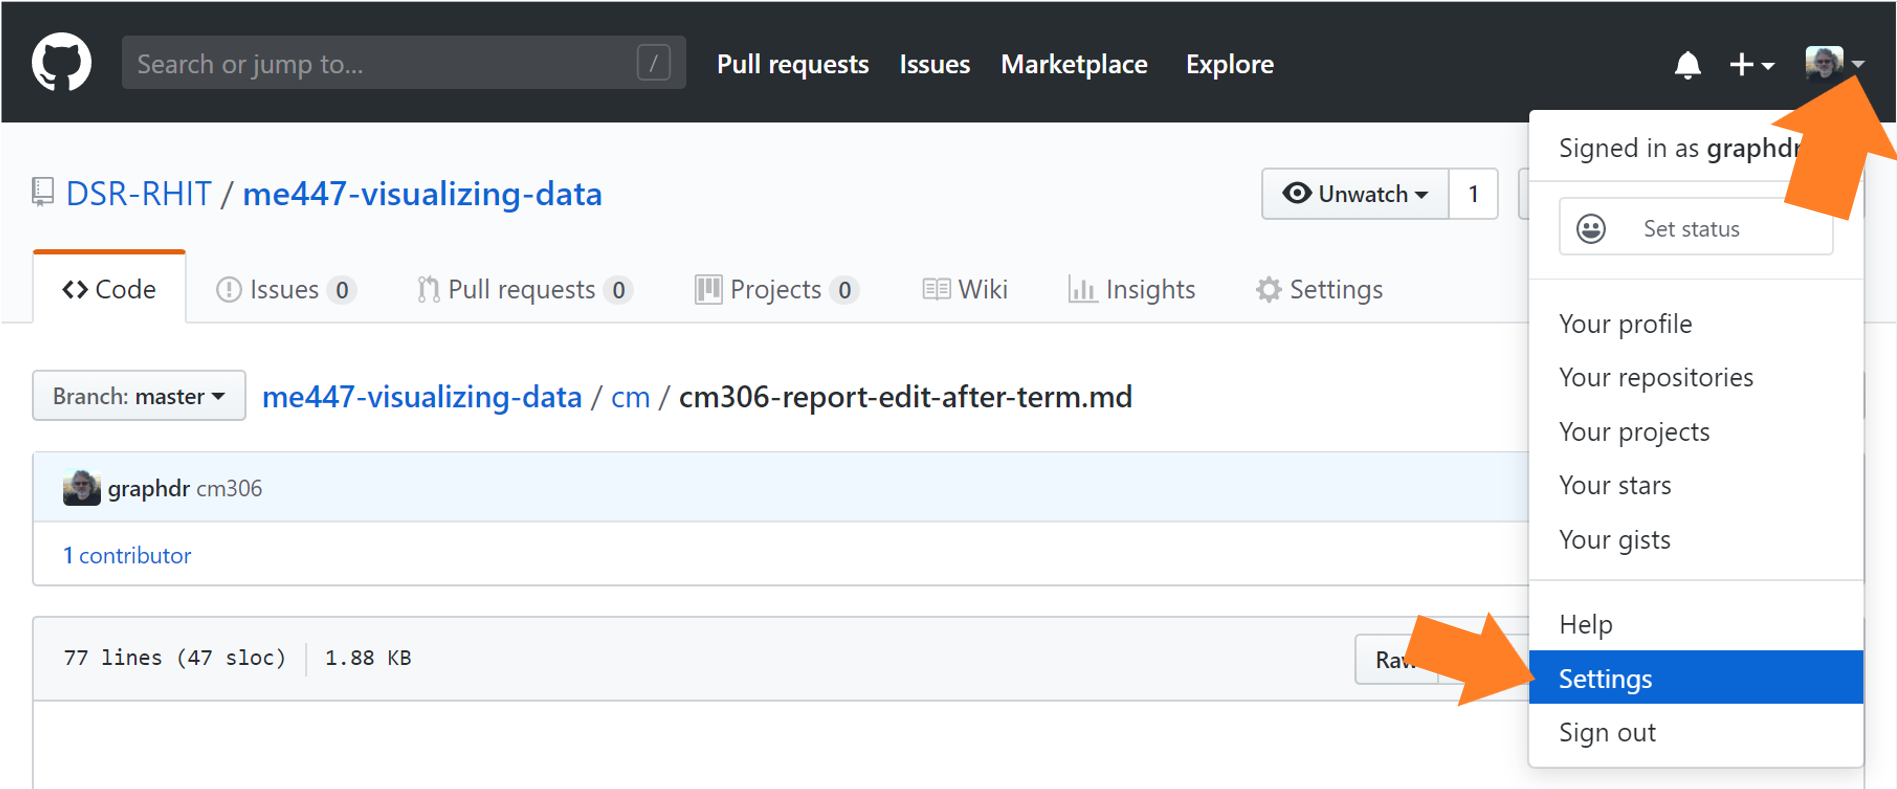 Search or jump to... / Pull requests Issues Marketplace Explore
Signed in as graphdr
DSR-RHIT / me447-visualizing-data Unwatch 1
Set status
Code Issues 0 Pull requests 0 Projects 0 Wiki Insights Settings
Your profile
Your repositories
Branch: master me447-visualizing-data / cm / cm306-report-edit-after-term.md
Your projects
Your stars
graphdr cm306
Your gists
1 contributor
Help
77 lines (47 sloc) 1.88 KB Raw
Settings
Sign out